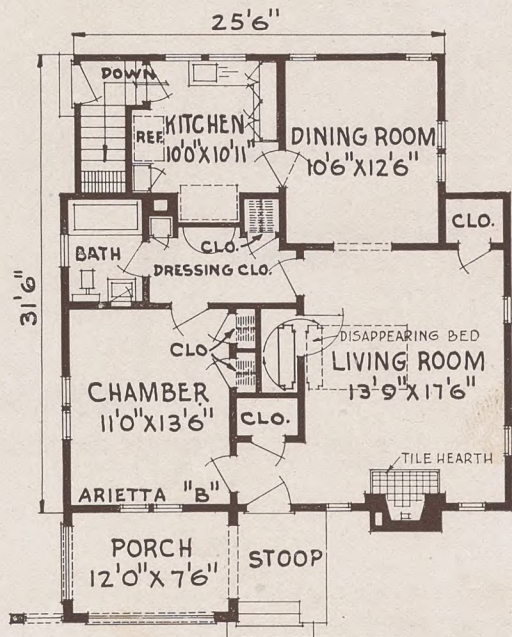 25'6"
DOWN
REF.
KITCHEN
10'0"X10'11"
DINING ROOM
10'6"X12'6"
CLO.
BATH
CLO.
DRESSING CLO.
31'6"
CLO.
DISAPPEARING BED
LIVING ROOM
13'9"X17'6"
CHAMBER
11'0"X13'6"
CLO.
TILE HEARTH
ARIETTA "B"
PORCH
12'0"X7'6"
STOOP